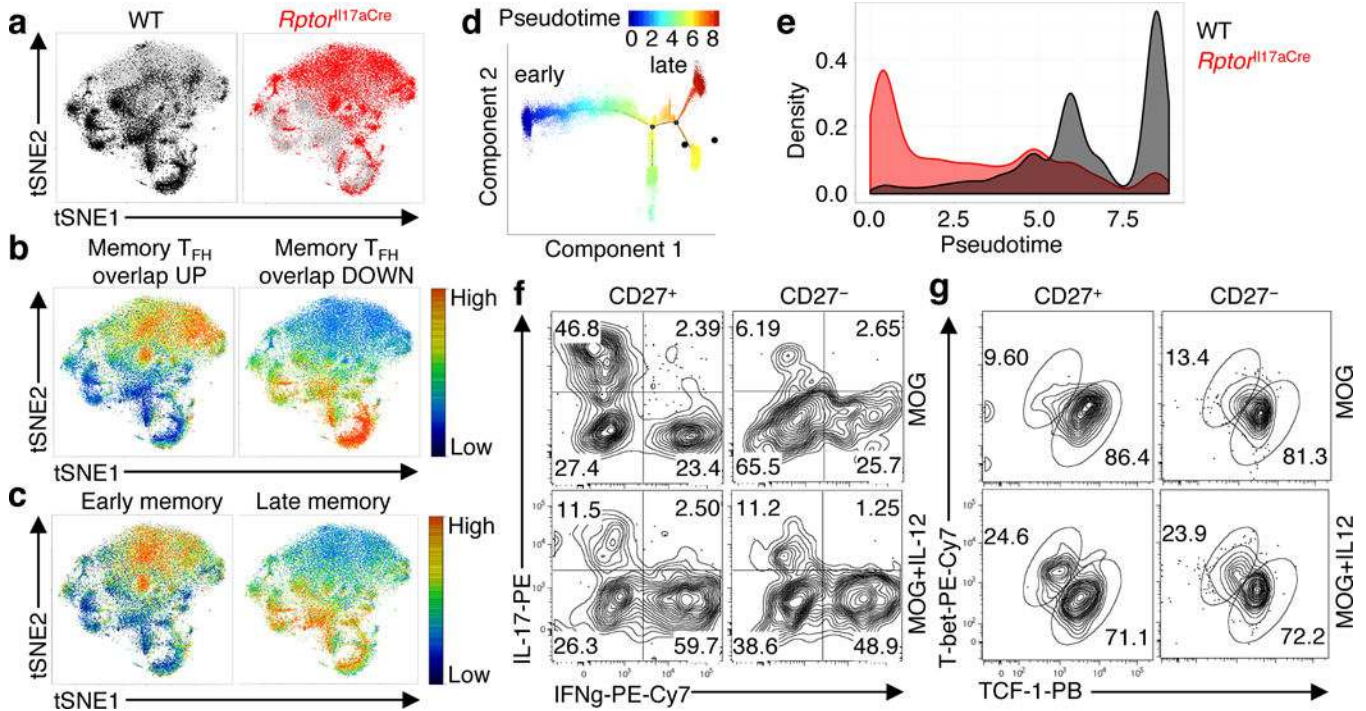 a
WT
Rptor^Il17aCre
tSNE2
tSNE1
b
Memory T_FH overlap UP
Memory T_FH overlap DOWN
High
Low
tSNE2
tSNE1
c
Early memory
Late memory
High
Low
tSNE2
tSNE1
d
Pseudotime
0 2 4 6 8
early
late
Component 2
Component 1
e
WT
Rptor^Il17aCre
Density
0.4
0.2
0.0
0.0 2.5 5.0 7.5
Pseudotime
f
CD27+
CD27−
46.8 2.39 6.19 2.65
27.4 23.4 65.5 25.7
MOG
11.5 2.50 11.2 1.25
26.3 59.7 38.6 48.9
MOG+IL-12
IL-17-PE
IFNg-PE-Cy7
g
CD27+
CD27−
9.60 13.4
86.4 81.3
MOG
24.6 23.9
71.1 72.2
MOG+IL12
T-bet-PE-Cy7
TCF-1-PB